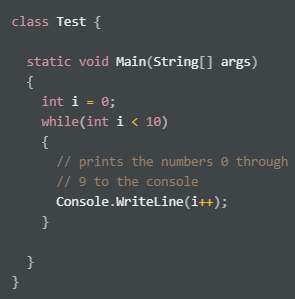 class Test {
static void Main(String[] args)
{
int i = 0;
while(int i < 10)
{
// prints the numbers 0 through
// 9 to the console
Console.WriteLine(i++);
}
}
}